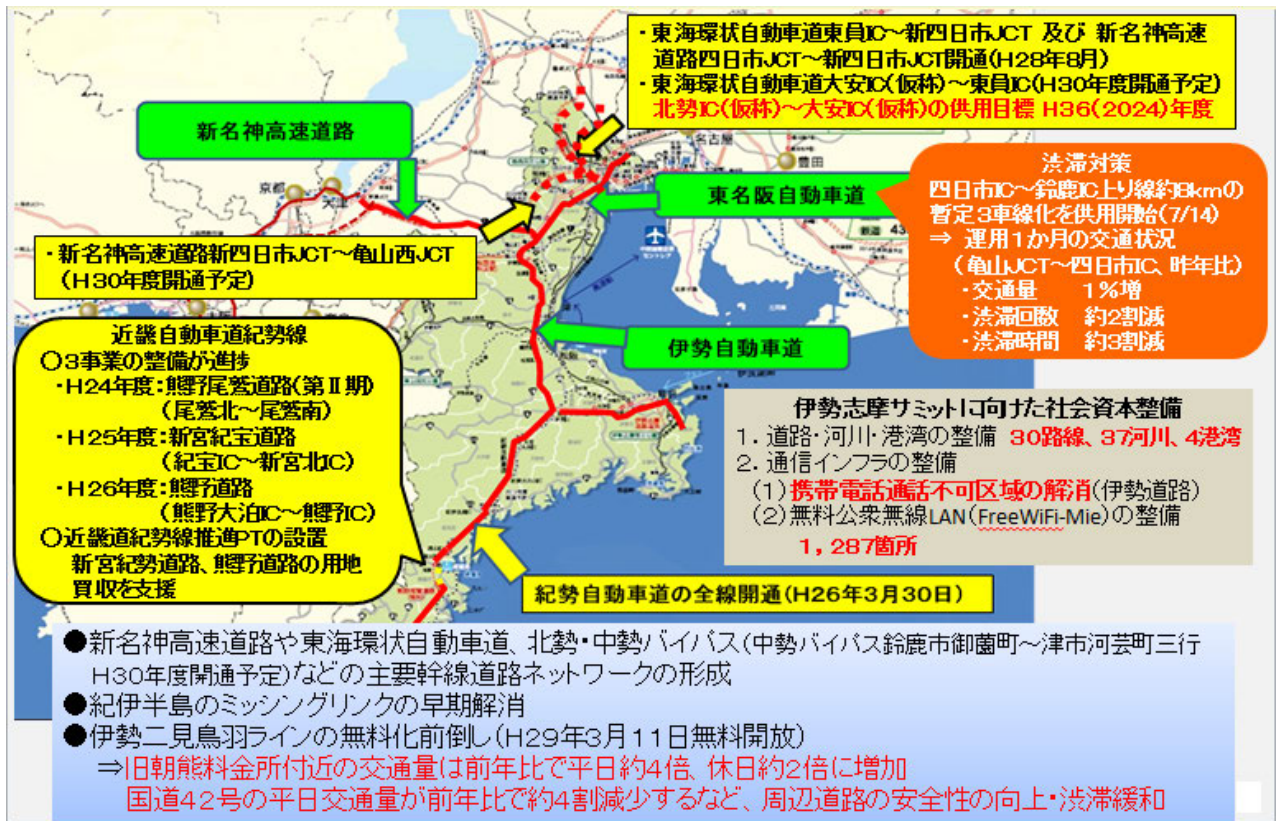 ・東海環状自動車道東員IC～新四日市JCT 及び 新名神高速
道路四日市JCT～新四日市JCT開通(H28年8月)
・東海環状自動車道大安IC(仮称)～東員IC(H30年度開通予定)
北勢IC(仮称)～大安IC(仮称)の供用目標 H36(2024)年度
新名神高速道路
名古屋
豊田
京都
大津
東名阪自動車道
渋滞対策
四日市IC～鈴鹿IC上り線約8kmの
暫定3車線化を供用開始(7/14)
⇒ 運用1か月の交通状況
(亀山JCT～四日市IC、昨年比)
・交通量 1%増
・渋滞回数 約2割減
・渋滞時間 約3割減
・新名神高速道路新四日市JCT～亀山西JCT
(H30年度開通予定)
近畿自動車道紀勢線
○3事業の整備が進捗
・H24年度：熊野尾鷲道路(第Ⅱ期)
(尾鷲北～尾鷲南)
・H25年度：新宮紀宝道路
(紀宝IC～新宮北IC)
・H26年度：熊野道路
(熊野大泊IC～熊野IC)
○近畿道紀勢線推進PTの設置
新宮紀勢道路、熊野道路の用地
買収を支援
伊勢自動車道
伊勢志摩サミットに向けた社会資本整備
1．道路・河川・港湾の整備 30路線、37河川、4港湾
2．通信インフラの整備
(1)携帯電話通話不可区域の解消(伊勢道路)
(2)無料公衆無線LAN(FreeWiFi-Mie)の整備
1，287箇所
紀勢自動車道の全線開通(H26年3月30日)
●新名神高速道路や東海環状自動車道、北勢・中勢バイパス(中勢バイパス鈴鹿市御薗町～津市河芸町三行
H30年度開通予定)などの主要幹線道路ネットワークの形成
●紀伊半島のミッシングリンクの早期解消
●伊勢二見鳥羽ラインの無料化前倒し(H29年3月11日無料開放)
⇒旧朝熊料金所付近の交通量は前年比で平日約4倍、休日約2倍に増加
国道42号の平日交通量が前年比で約4割減少するなど、周辺道路の安全性の向上・渋滞緩和